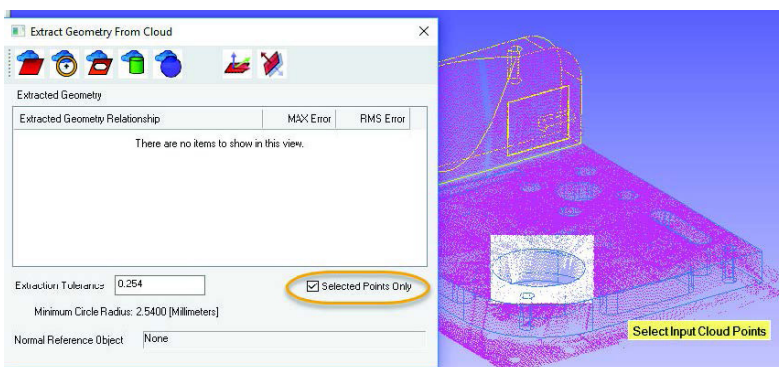 Extract Geometry From Cloud
Extracted Geometry
Extracted Geometry Relationship MAX Error RMS Error
There are no items to show in this view.
Extraction Tolerance 0.254
Selected Points Only
Minimum Circle Radius: 2.5400 [Millimeters]
Normal Reference Object None
Select Input Cloud Points